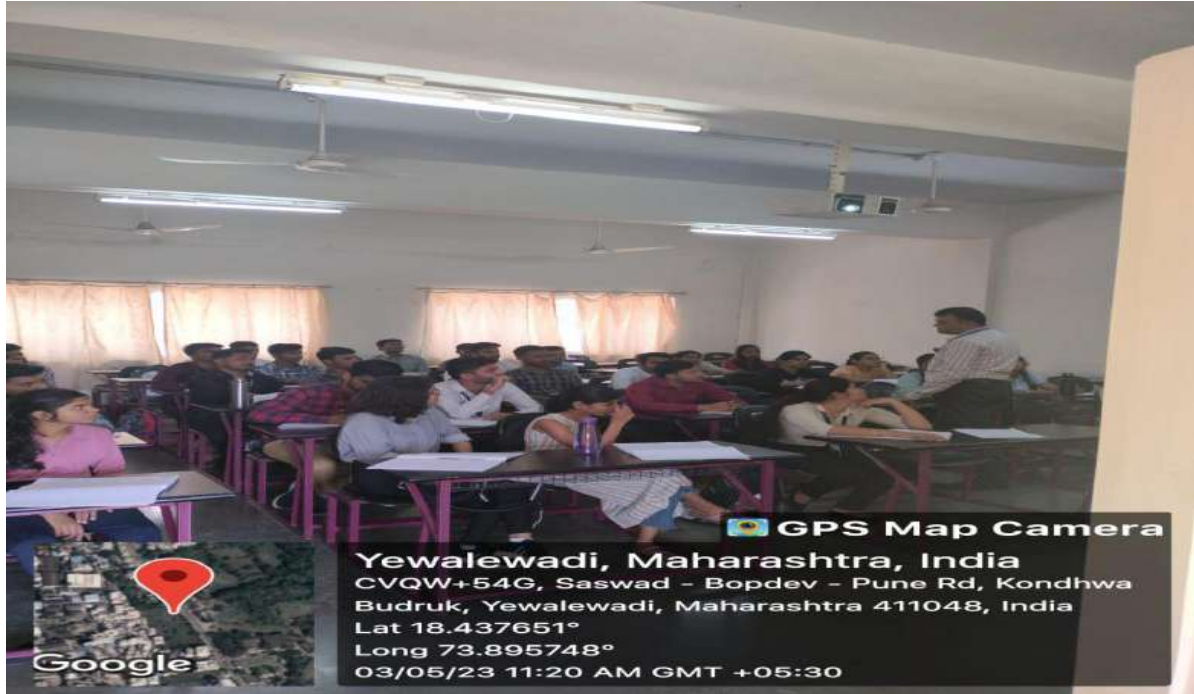 GPS Map Camera
Yewalewadi, Maharashtra, India
CVQW+54G, Saswad - Bopdev - Pune Rd, Kondhwa
Budruk, Yewalewadi, Maharashtra 411048, India
Lat 18.437651°
Long 73.895748°
03/05/23 11:20 AM GMT +05:30
Google